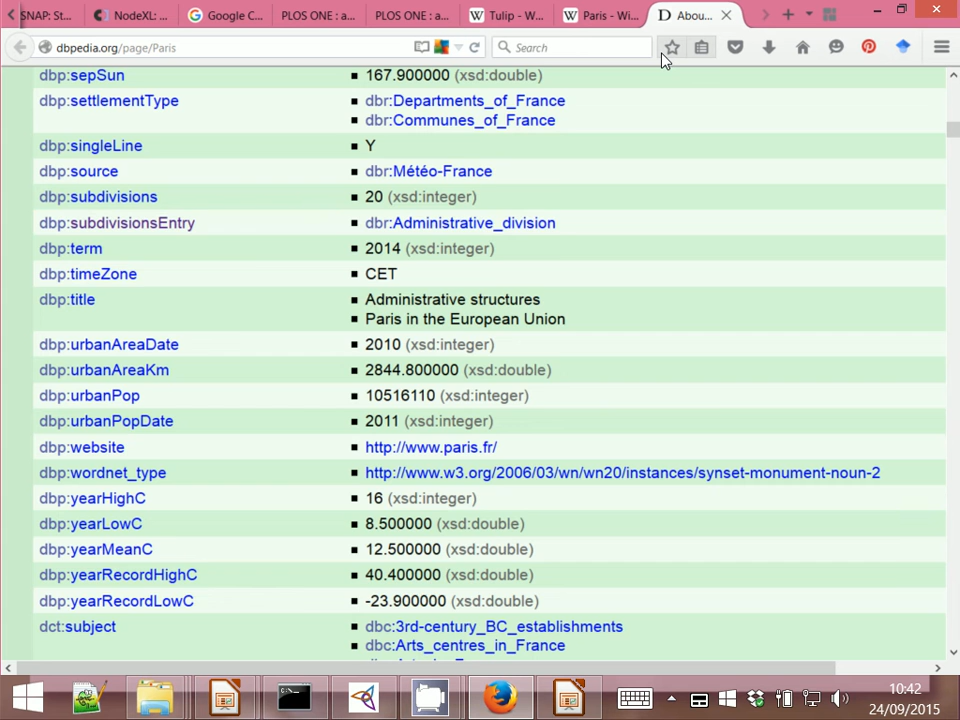 SNAP: St...
NodeXL: ...
Google C...
PLOS ONE : a...
PLOS ONE : a...
Tulip - W...
Paris - Wi...
Abou...
dbpedia.org/page/Paris
Search
dbp:sepSun 167.900000 (xsd:double)
dbp:settlementType dbr:Departments_of_France
dbr:Communes_of_France
dbp:singleLine Y
dbp:source dbr:Météo-France
dbp:subdivisions 20 (xsd:integer)
dbp:subdivisionsEntry dbr:Administrative_division
dbp:term 2014 (xsd:integer)
dbp:timeZone CET
dbp:title Administrative structures
Paris in the European Union
dbp:urbanAreaDate 2010 (xsd:integer)
dbp:urbanAreaKm 2844.800000 (xsd:double)
dbp:urbanPop 10516110 (xsd:integer)
dbp:urbanPopDate 2011 (xsd:integer)
dbp:website http://www.paris.fr/
dbp:wordnet_type http://www.w3.org/2006/03/wn/wn20/instances/synset-monument-noun-2
dbp:yearHighC 16 (xsd:integer)
dbp:yearLowC 8.500000 (xsd:double)
dbp:yearMeanC 12.500000 (xsd:double)
dbp:yearRecordHighC 40.400000 (xsd:double)
dbp:yearRecordLowC -23.900000 (xsd:double)
dct:subject dbc:3rd-century_BC_establishments
dbc:Arts_centres_in_France
10:42
24/09/2015